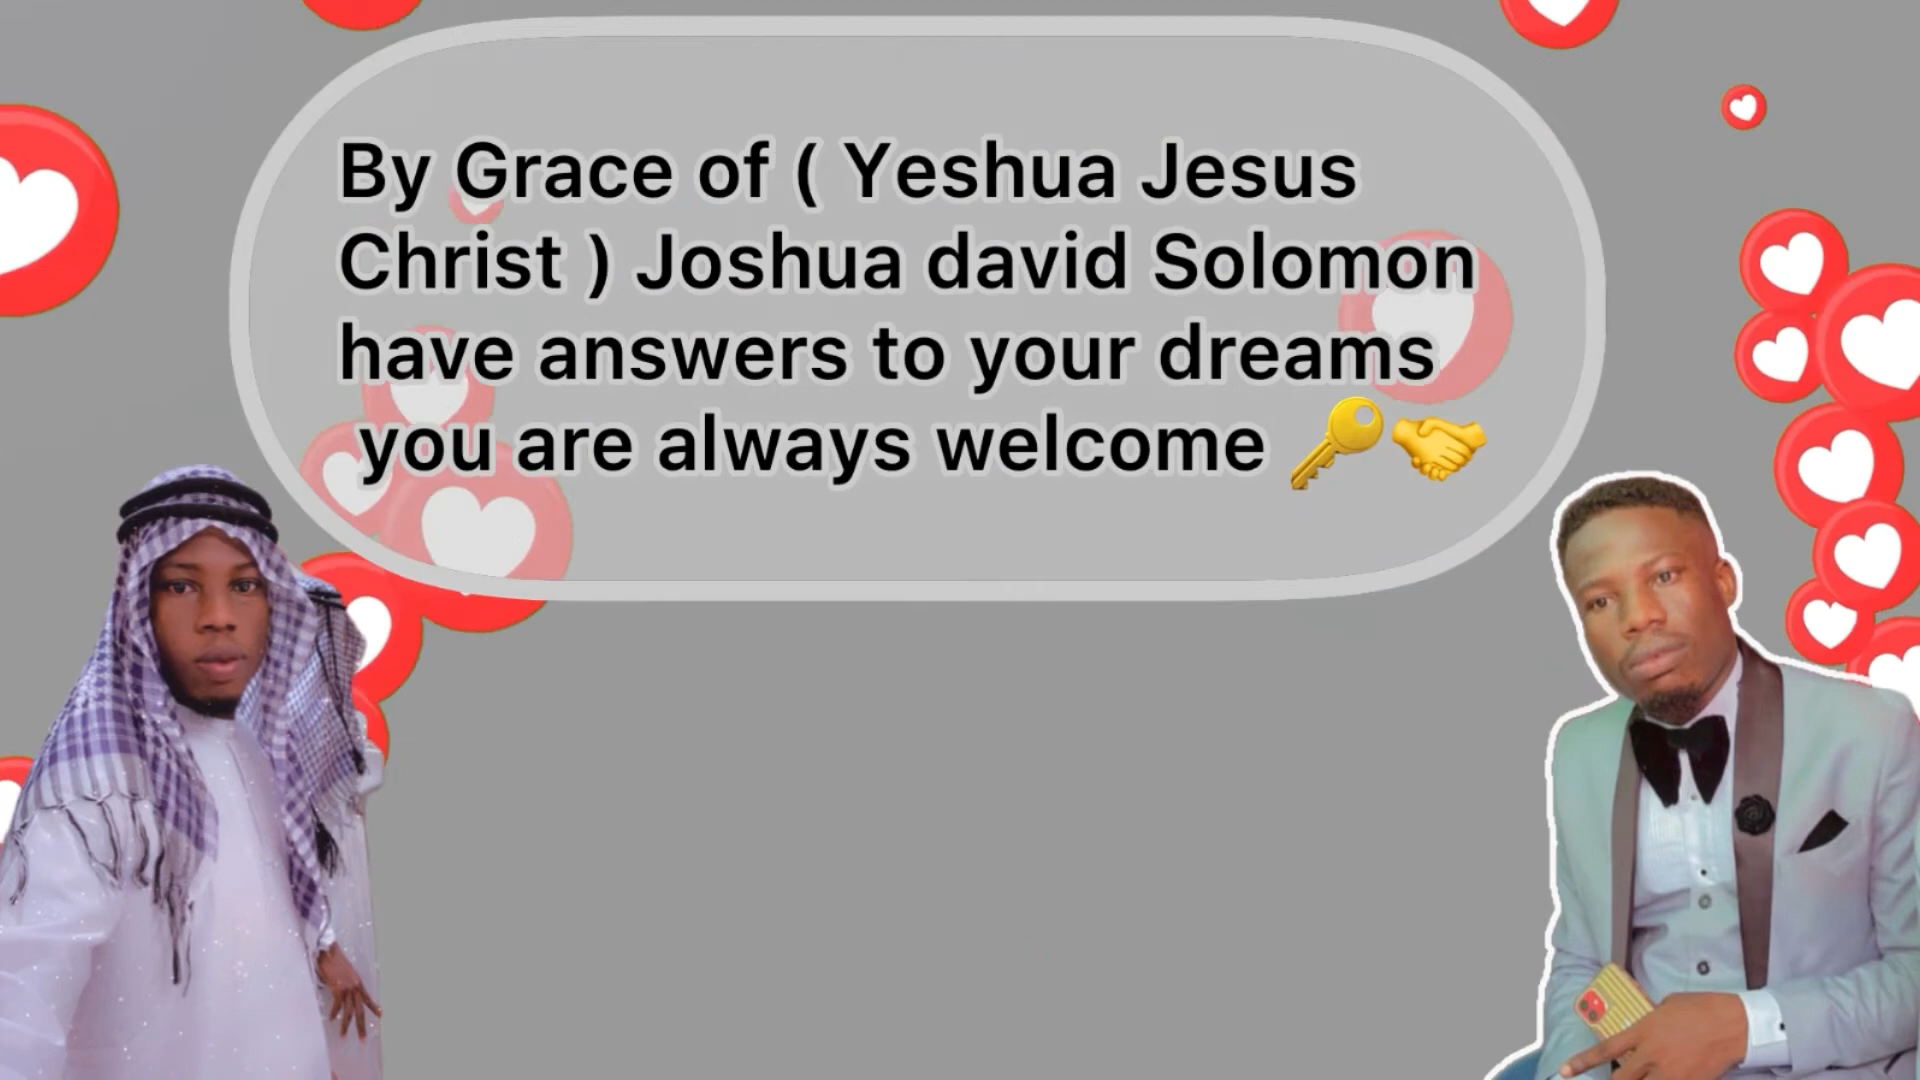 By Grace of ( Yeshua Jesus
Christ ) Joshua david Solomon
have answers to your dreams
you are always welcome 🔑🤝